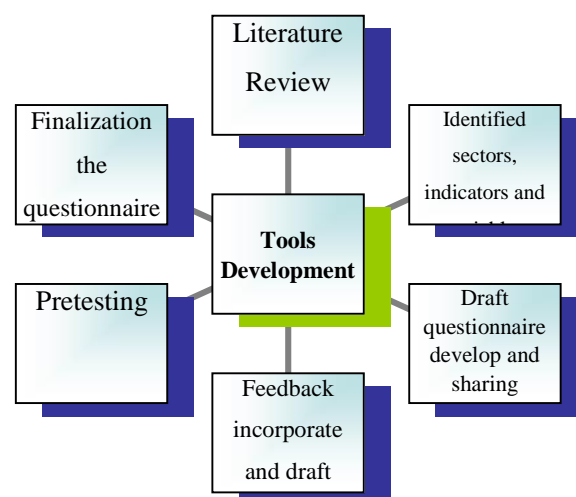 Literature
Review
Identified
sectors,
indicators and
Draft
questionnaire
develop and
sharing
Feedback
incorporate
and draft
Pretesting
Finalization
the
questionnaire
Tools
Development